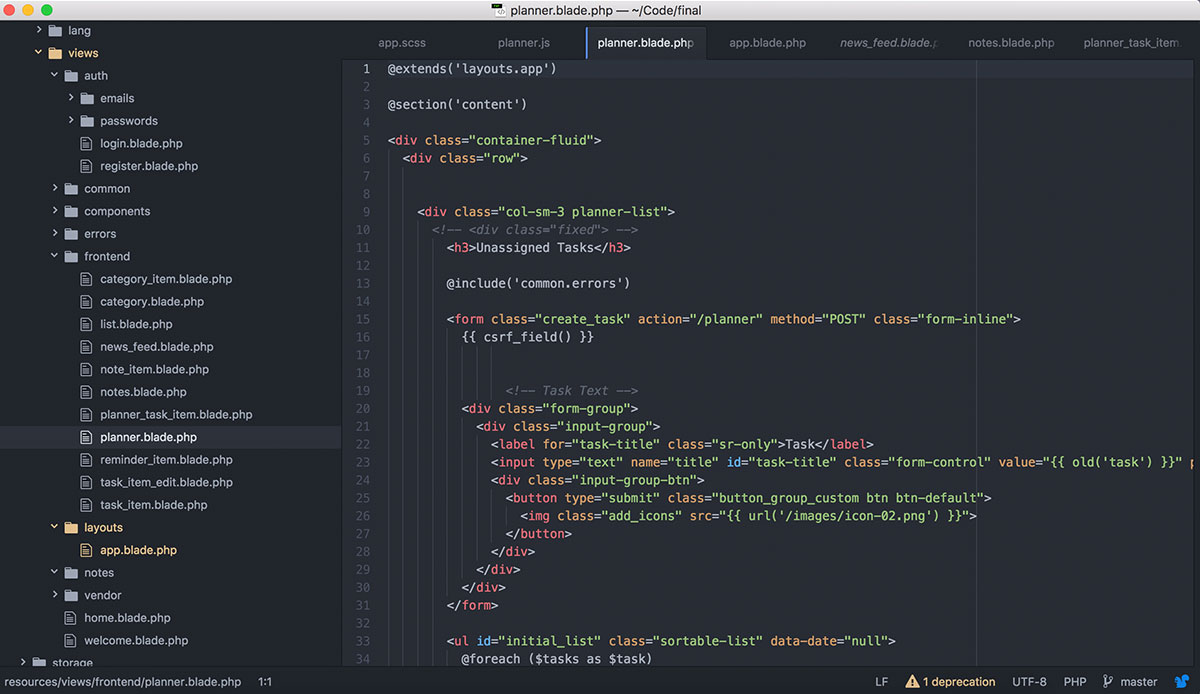 planner.blade.php — ~/Code/final
lang
views
auth
emails
passwords
login.blade.php
register.blade.php
common
components
errors
frontend
category_item.blade.php
category.blade.php
list.blade.php
news_feed.blade.php
note_item.blade.php
notes.blade.php
planner_task_item.blade.php
planner.blade.php
reminder_item.blade.php
task_item_edit.blade.php
task_item.blade.php
layouts
app.blade.php
notes
vendor
home.blade.php
welcome.blade.php
storage
app.scss planner.js planner.blade.php app.blade.php news_feed.blade.p notes.blade.php planner_task_item.
1 @extends('layouts.app')
2
3 @section('content')
4
5 <div class="container-fluid">
6 <div class="row">
7
8
9 <div class="col-sm-3 planner-list">
10 <!-- <div class="fixed"> -->
11 <h3>Unassigned Tasks</h3>
12
13 @include('common.errors')
14
15 <form class="create_task" action="/planner" method="POST" class="form-inline">
16 {{ csrf_field() }}
17
18
19 <!-- Task Text -->
20 <div class="form-group">
21 <div class="input-group">
22 <label for="task-title" class="sr-only">Task</label>
23 <input type="text" name="title" id="task-title" class="form-control" value="{{ old('task') }}" p
24 <div class="input-group-btn">
25 <button type="submit" class="button_group_custom btn btn-default">
26 <img class="add_icons" src="{{ url('/images/icon-02.png') }}">
27 </button>
28 </div>
29 </div>
30 </div>
31 </form>
32
33 <ul id="initial_list" class="sortable-list" data-date="null">
34 @foreach ($tasks as $task)
resources/views/frontend/planner.blade.php 1:1 LF 1 deprecation UTF-8 PHP master